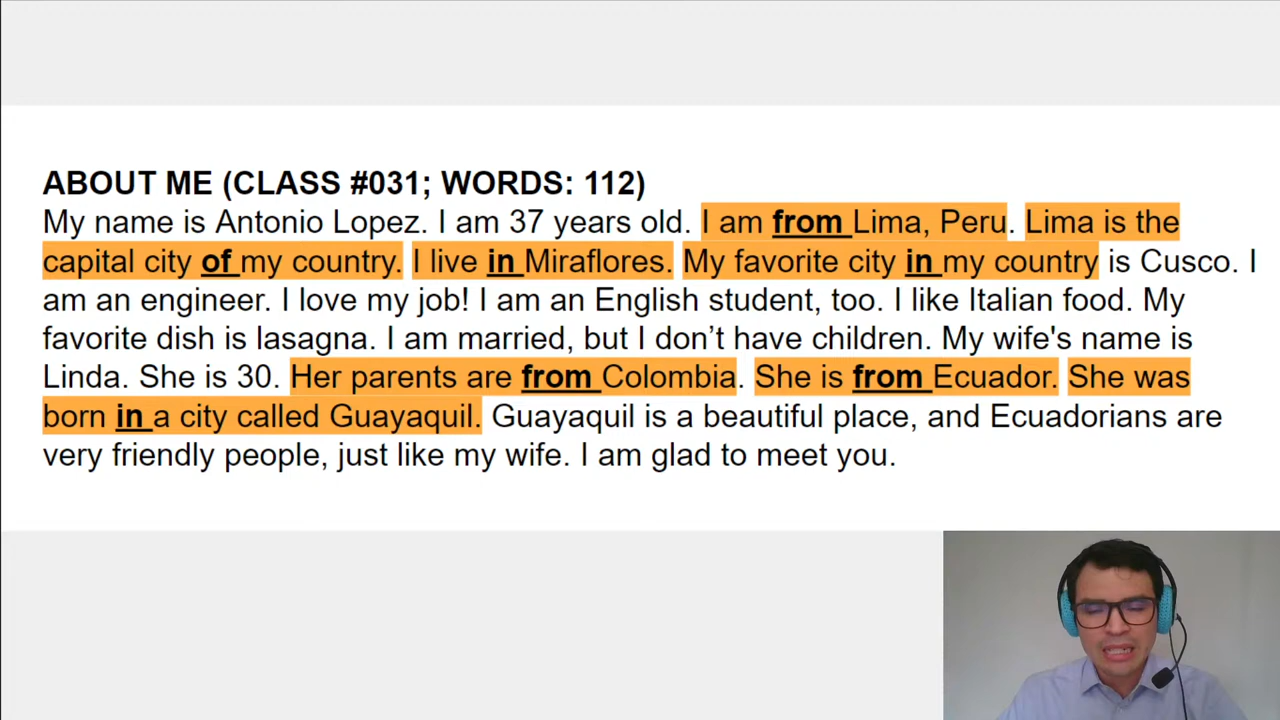 ABOUT ME (CLASS #031; WORDS: 112)
My name is Antonio Lopez. I am 37 years old. I am from Lima, Peru. Lima is the
capital city of my country. I live in Miraflores. My favorite city in my country is Cusco. I
am an engineer. I love my job! I am an English student, too. I like Italian food. My
favorite dish is lasagna. I am married, but I don’t have children. My wife's name is
Linda. She is 30. Her parents are from Colombia. She is from Ecuador. She was
born in a city called Guayaquil. Guayaquil is a beautiful place, and Ecuadorians are
very friendly people, just like my wife. I am glad to meet you.